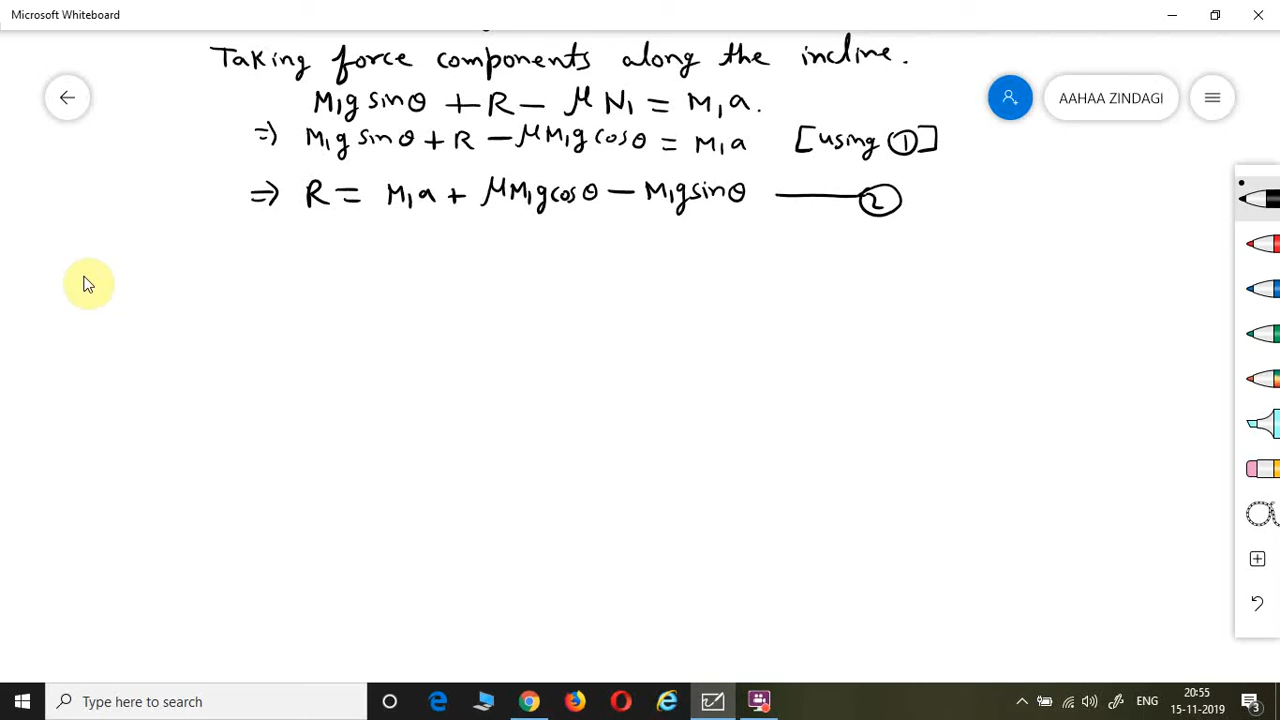 Microsoft Whiteboard
Taking force components along the incline.
M₁g sinθ + R − μN₁ = M₁a.
⇒ M₁g sinθ + R − μM₁g cosθ = M₁a [using ①]
⇒ R = M₁a + μM₁g cosθ − M₁g sinθ —— ②
AAHAA ZINDAGI
Type here to search
ENG
20:55
15-11-2019
3